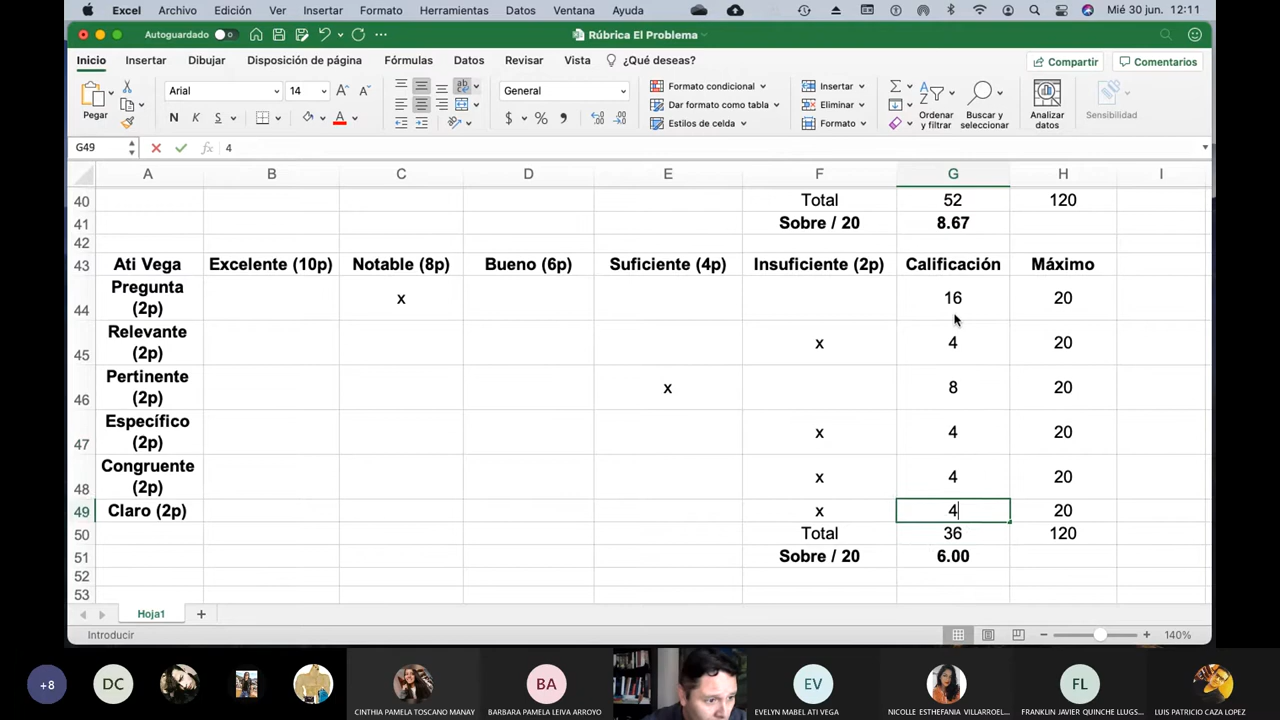 Excel Archivo Edición Ver Insertar Formato Herramientas Datos Ventana Ayuda Mié 30 jun. 12:11
Autoguardado Rúbrica El Problema
Inicio Insertar Dibujar Disposición de página Fórmulas Datos Revisar Vista ¿Qué deseas? Compartir Comentarios
Pegar Arial 14 General Formato condicional Insertar
N K S Dar formato como tabla Eliminar
Estilos de celda Formato
Ordenar y filtrar
Buscar y seleccionar
Analizar datos
Sensibilidad
G49 fx 4
A B C D E F G H I
40 Total 52 120
41 Sobre / 20 8.67
42
43 Ati Vega Excelente (10p) Notable (8p) Bueno (6p) Suficiente (4p) Insuficiente (2p) Calificación Máximo
44 Pregunta (2p) x 16 20
45 Relevante (2p) x 4 20
46 Pertinente (2p) x 8 20
47 Específico (2p) x 4 20
48 Congruente (2p) x 4 20
49 Claro (2p) x 4 20
50 Total 36 120
51 Sobre / 20 6.00
52
53
Hoja1 +
Introducir 140%
+8 DC BA EV FL
CINTHIA PAMELA TOSCANO MANAY BARBARA PAMELA LEIVA ARROYO EVELYN MABEL ATI VEGA NICOLLE ESTHEFANIA VILLARROEL... FRANKLIN JAVIER QUINCHE LLUGS... LUIS PATRICIO CAZA LOPEZ